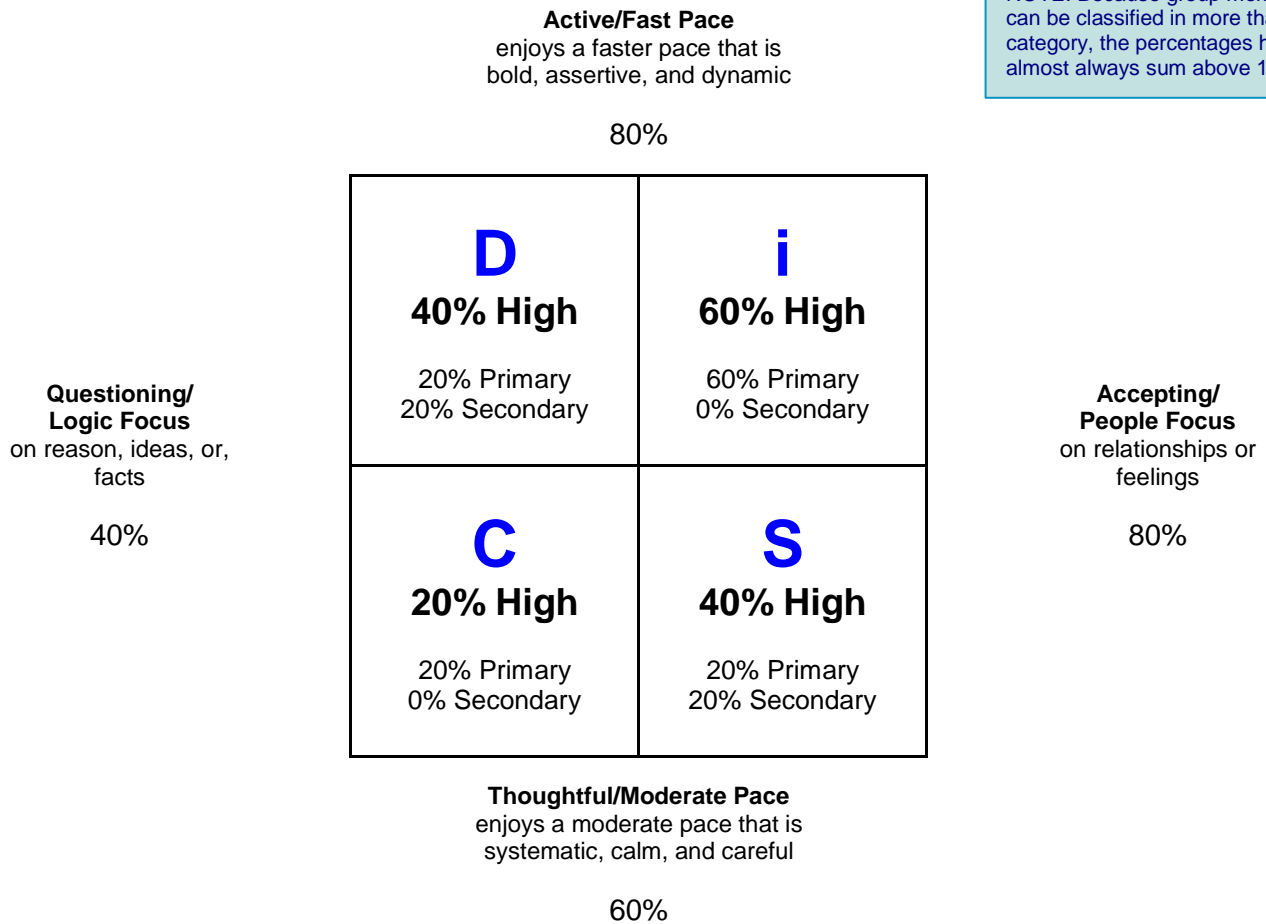 Active/Fast Pace
enjoys a faster pace that is
bold, assertive, and dynamic
80%
can be classified in more
category, the percentages
almost always sum above
D
40% High
20% Primary
20% Secondary
i
60% High
60% Primary
0% Secondary
Questioning/
Logic Focus
on reason, ideas, or,
facts
40%
Accepting/
People Focus
on relationships or
feelings
80%
C
20% High
20% Primary
0% Secondary
S
40% High
20% Primary
20% Secondary
Thoughtful/Moderate Pace
enjoys a moderate pace that is
systematic, calm, and careful
60%